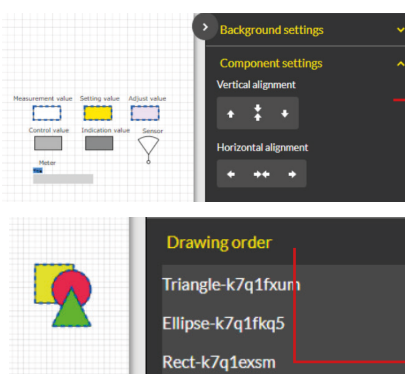 Background settings
Component settings
Vertical alignment
Measurement value Setting value Adjust value
Control value Indication value Sensor
Horizontal alignment
Meter
Drawing order
Triangle-k7q1fxum
Ellipse-k7q1fkq5
Rect-k7q1exsm